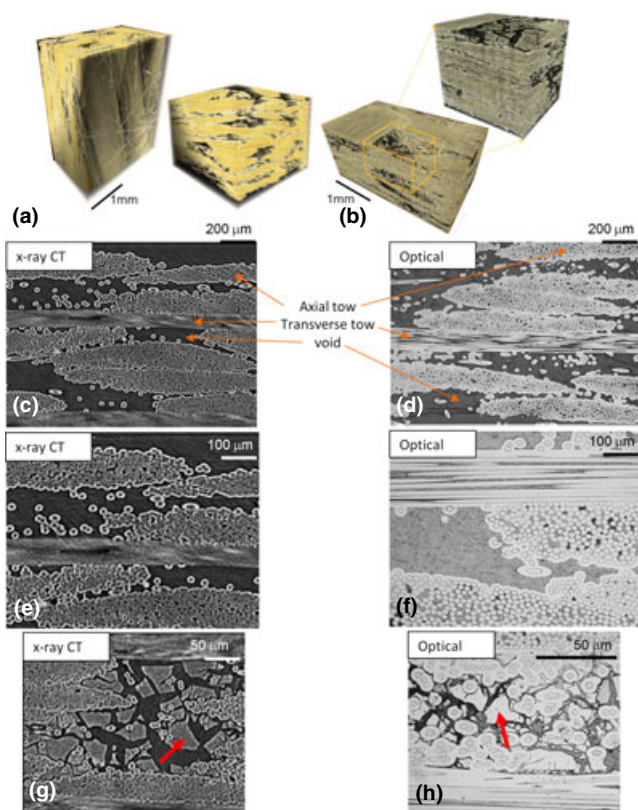 (a)
1mm
(b)
1mm
200 μm
200 μm
x-ray CT
Optical
Axial tow
Transverse tow
void
(c)
(d)
x-ray CT
100 μm
Optical
100 μm
(e)
(f)
x-ray CT
50 μm
Optical
50 μm
(g)
(h)